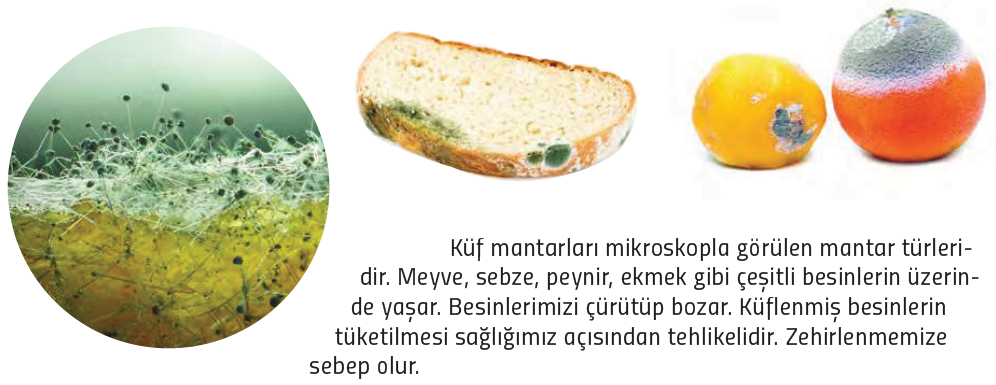 Küf mantarları mikroskopla görülen mantar türleri-
dir. Meyve, sebze, peynir, ekmek gibi çeşitli besinlerin üzerin-
de yaşar. Besinlerimizi çürütüp bozar. Küflenmiş besinlerin
tüketilmesi sağlığımız açısından tehlikelidir. Zehirlenmemize
sebep olur.